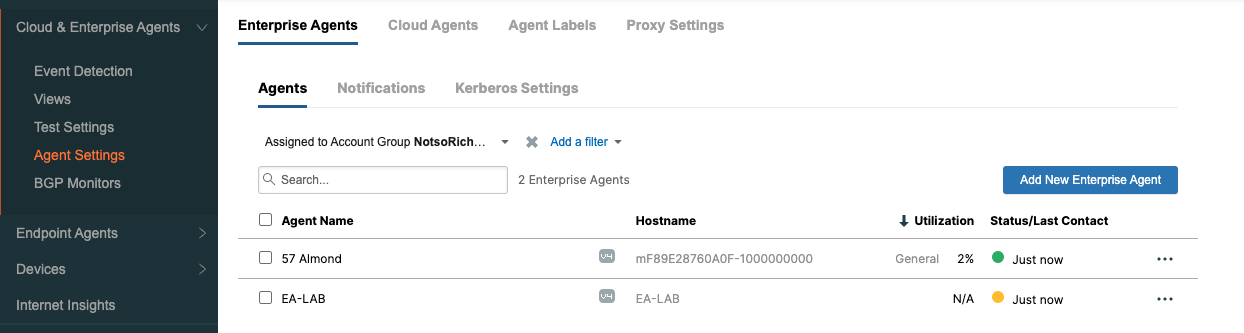 Cloud & Enterprise Agents
Event Detection
Views
Test Settings
Agent Settings
BGP Monitors
Endpoint Agents
Devices
Internet Insights
Enterprise Agents Cloud Agents Agent Labels Proxy Settings
Agents Notifications Kerberos Settings
Assigned to Account Group NotsoRich... Add a filter
Search... 2 Enterprise Agents Add New Enterprise Agent
Agent Name Hostname Utilization Status/Last Contact
57 Almond v4 mF89E28760A0F-1000000000 General 2% Just now
EA-LAB v4 EA-LAB N/A Just now